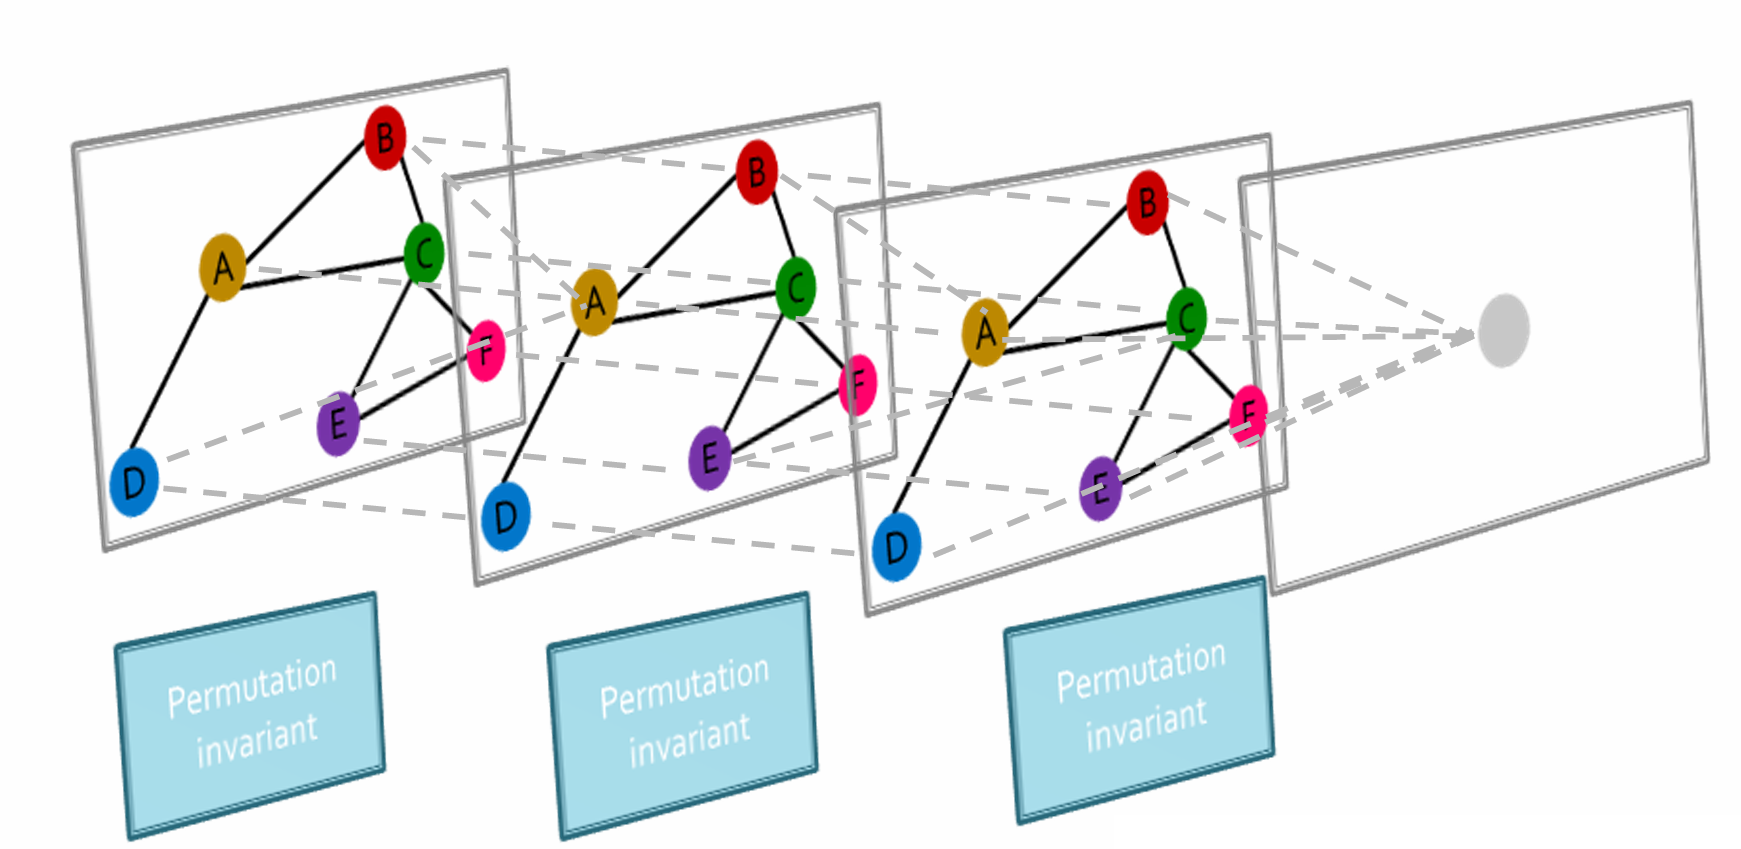 B
A
C
F
E
D
B
A
C
F
E
D
B
A
C
F
E
D
Permutation
invariant
Permutation
invariant
Permutation
invariant